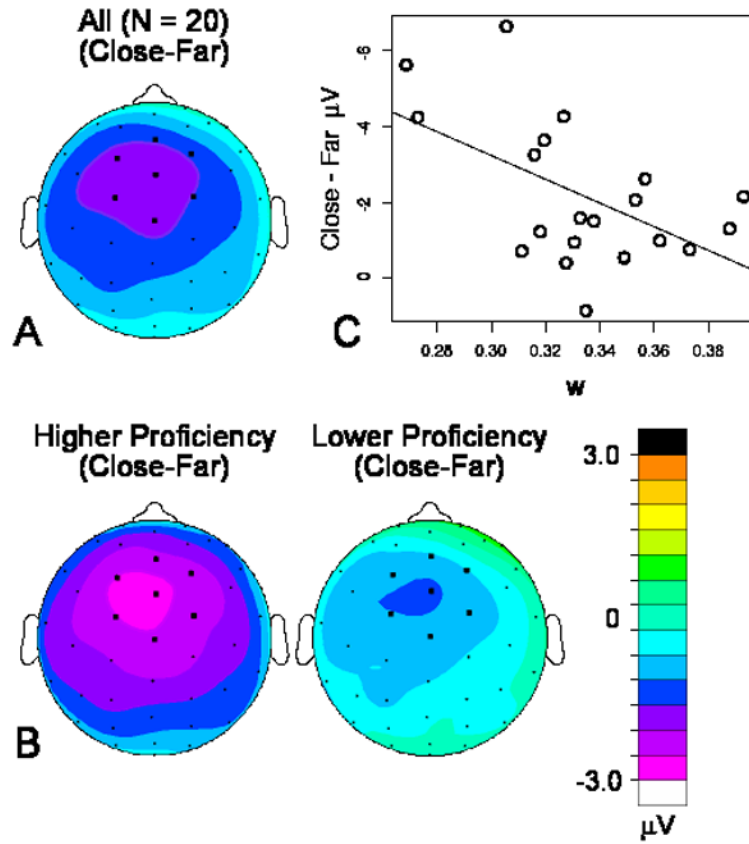 All (N = 20)
(Close-Far)
A
Close - Far µV
-6
-4
-2
0
C
0.28
0.30
0.32
0.34
0.36
0.38
w
Higher Proficiency
(Close-Far)
Lower Proficiency
(Close-Far)
B
3.0
0
-3.0
µV